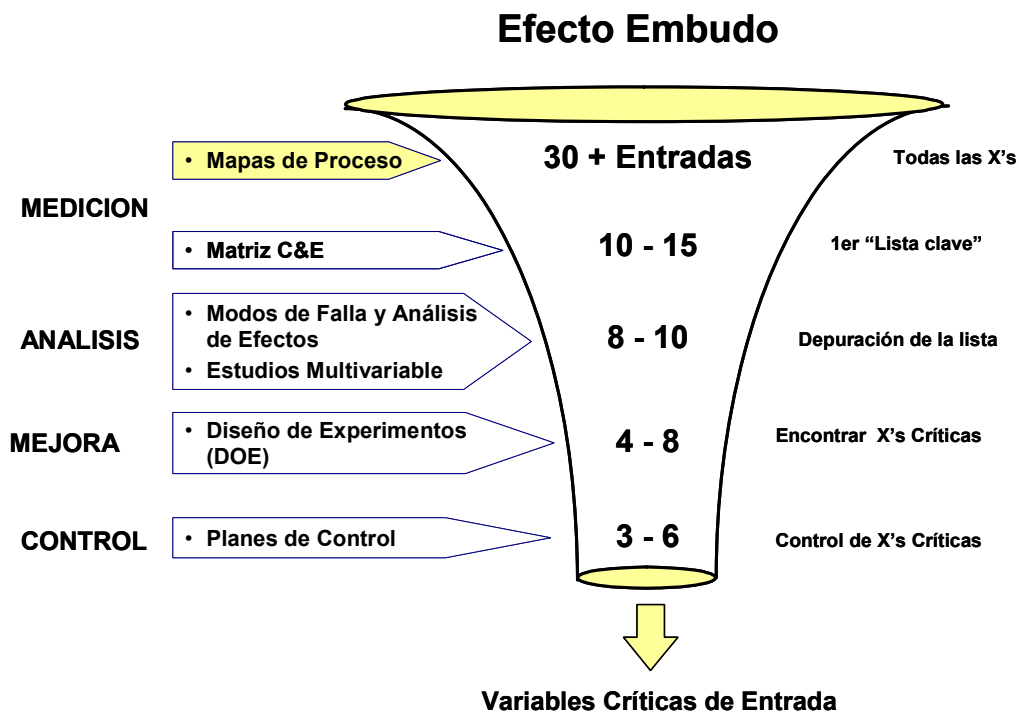 Efecto Embudo
• Mapas de Proceso
30 + Entradas
Todas las X’s
MEDICION
• Matriz C&E
10 - 15
1er “Lista clave”
ANALISIS
• Modos de Falla y Análisis
de Efectos
• Estudios Multivariable
8 - 10
Depuración de la lista
MEJORA
• Diseño de Experimentos
(DOE)
4 - 8
Encontrar X’s Críticas
CONTROL
• Planes de Control
3 - 6
Control de X’s Críticas
Variables Críticas de Entrada